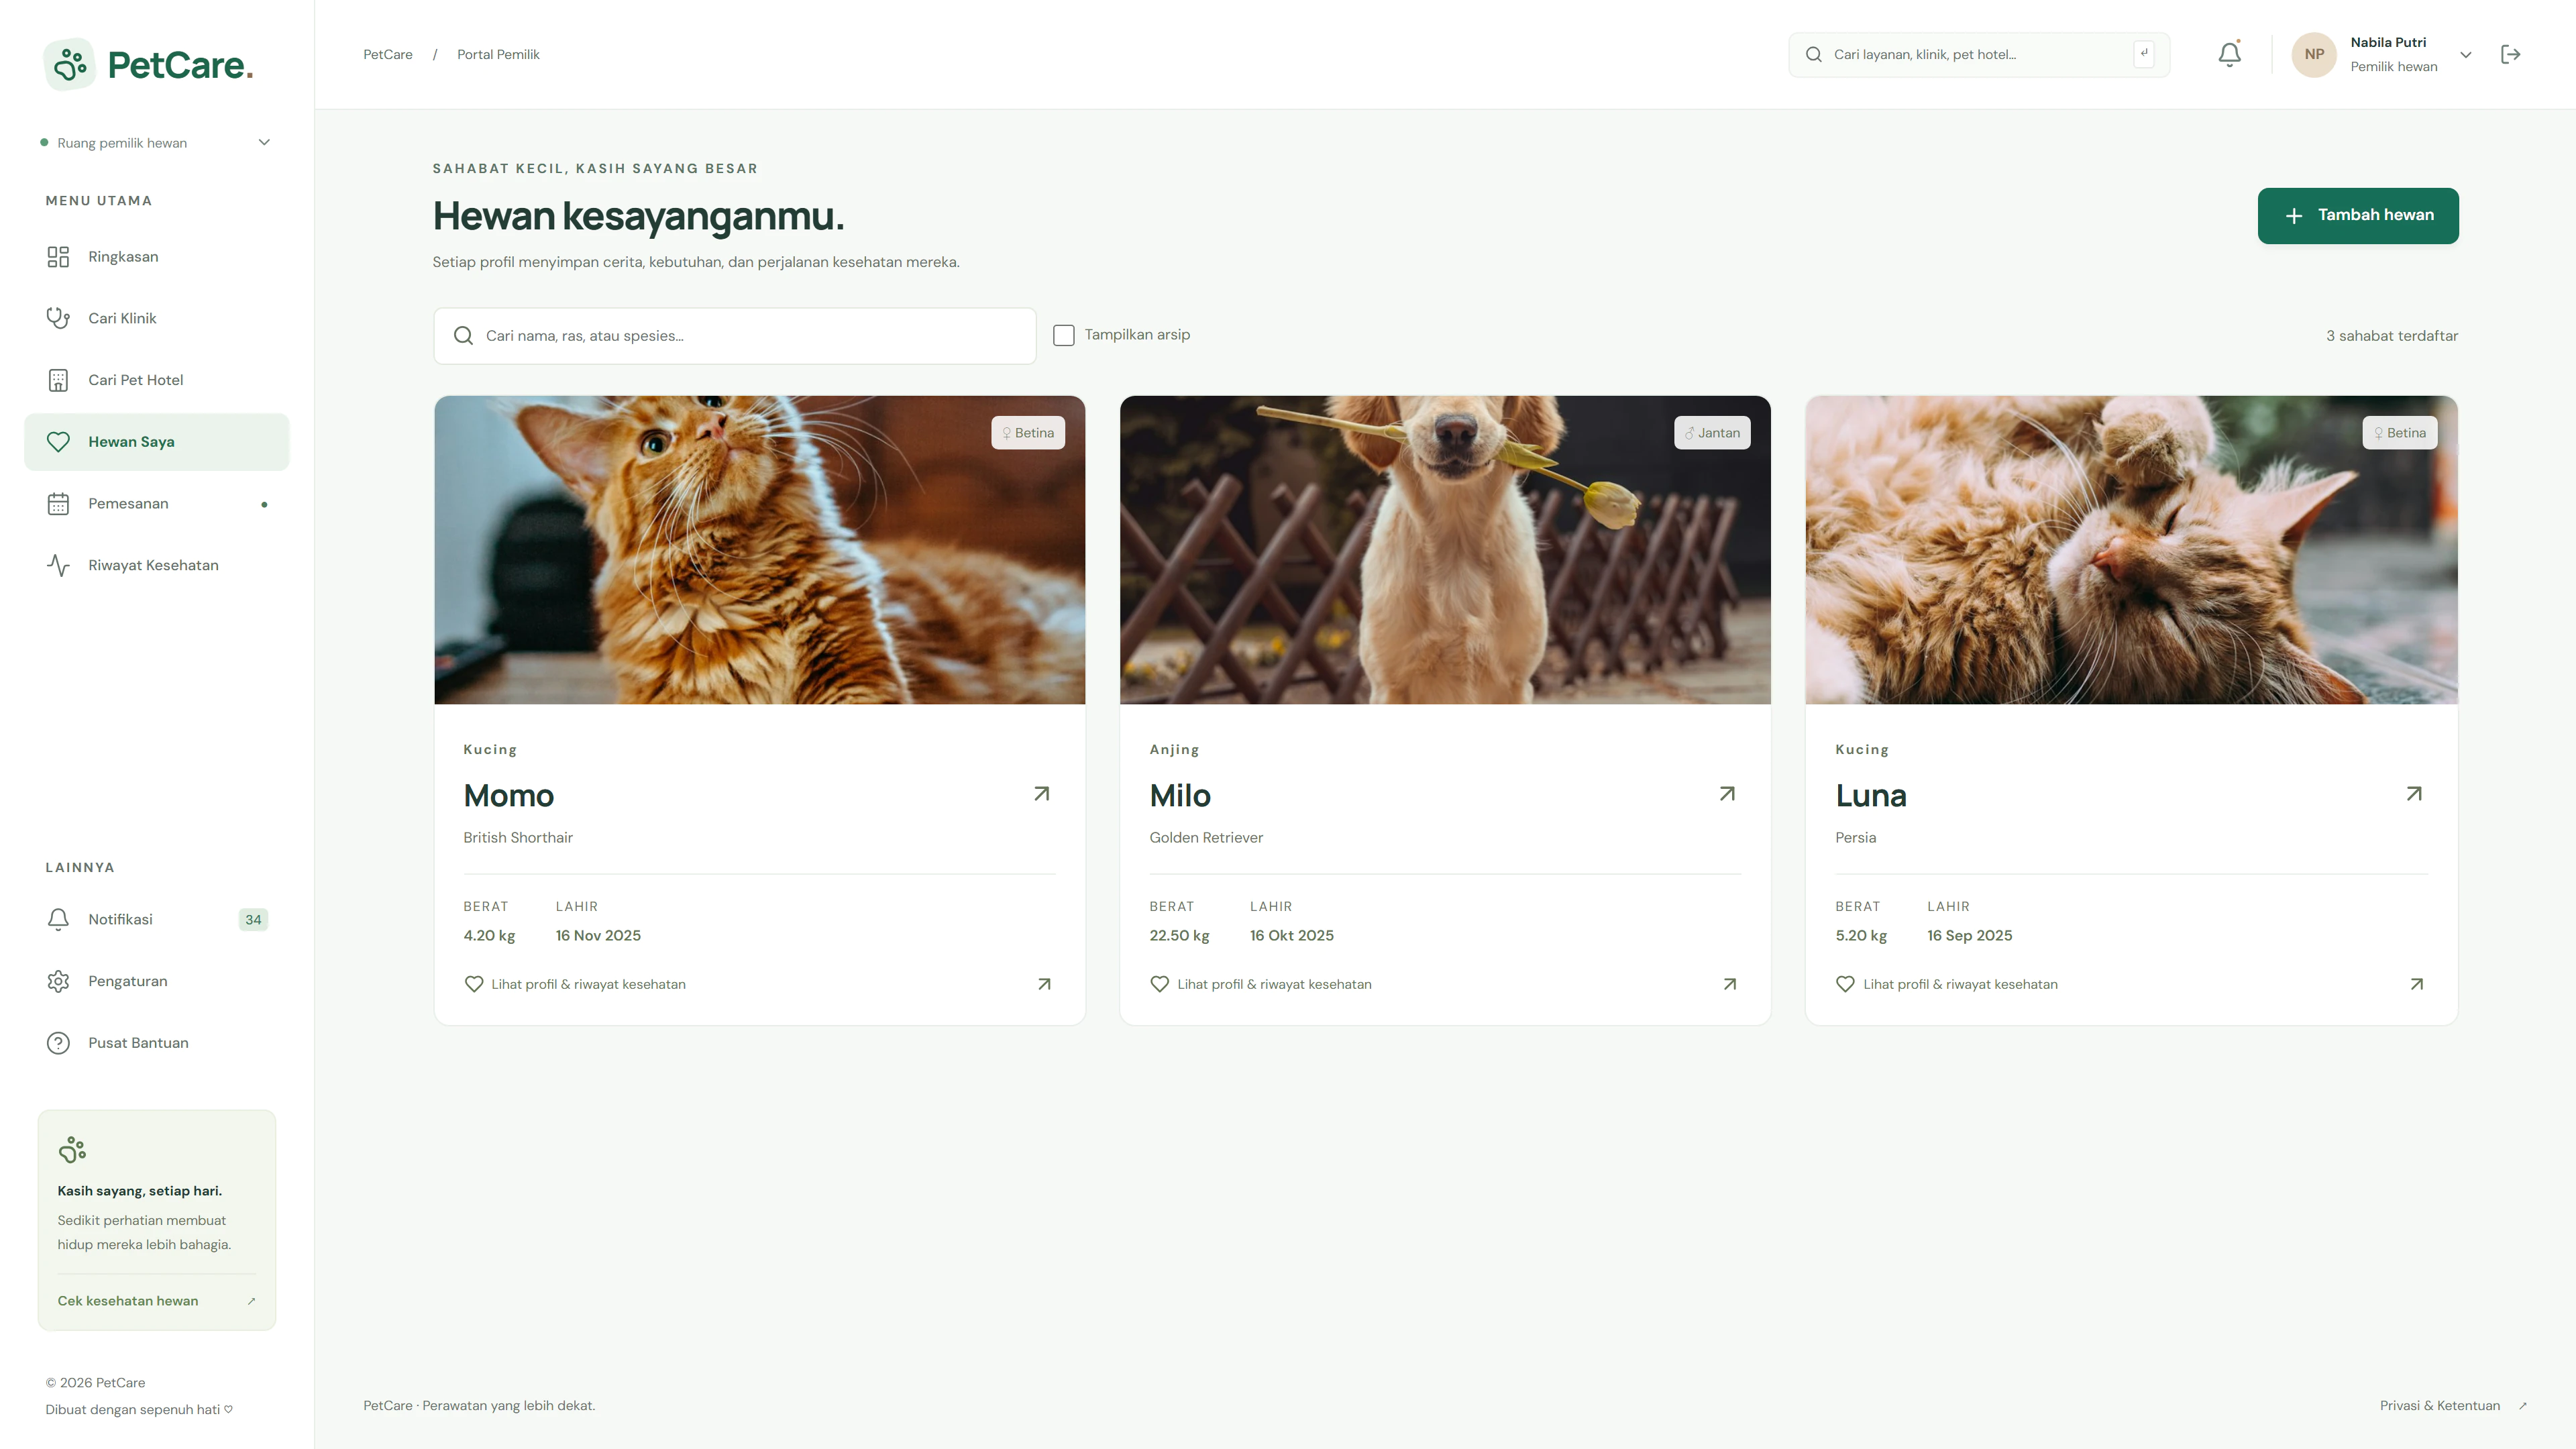 PetCare.
Ruang pemilik hewan
MENU UTAMA
Ringkasan
Cari Klinik
Cari Pet Hotel
Hewan Saya
Pemesanan
Riwayat Kesehatan
LAINNYA
Notifikasi 34
Pengaturan
Pusat Bantuan
Kasih sayang, setiap hari.
Sedikit perhatian membuat
hidup mereka lebih bahagia.
Cek kesehatan hewan ↗
© 2026 PetCare
Dibuat dengan sepenuh hati ♡
PetCare / Portal Pemilik
Cari layanan, klinik, pet hotel... ↵
NP
Nabila Putri
Pemilik hewan
SAHABAT KECIL, KASIH SAYANG BESAR
Hewan kesayanganmu.
Setiap profil menyimpan cerita, kebutuhan, dan perjalanan kesehatan mereka.
Tambah hewan
Cari nama, ras, atau spesies...
Tampilkan arsip
3 sahabat terdaftar
♀ Betina
Kucing
Momo
British Shorthair
BERAT LAHIR
4.20 kg 16 Nov 2025
Lihat profil & riwayat kesehatan
♂ Jantan
Anjing
Milo
Golden Retriever
BERAT LAHIR
22.50 kg 16 Okt 2025
Lihat profil & riwayat kesehatan
♀ Betina
Kucing
Luna
Persia
BERAT LAHIR
5.20 kg 16 Sep 2025
Lihat profil & riwayat kesehatan
PetCare · Perawatan yang lebih dekat.
Privasi & Ketentuan ↗